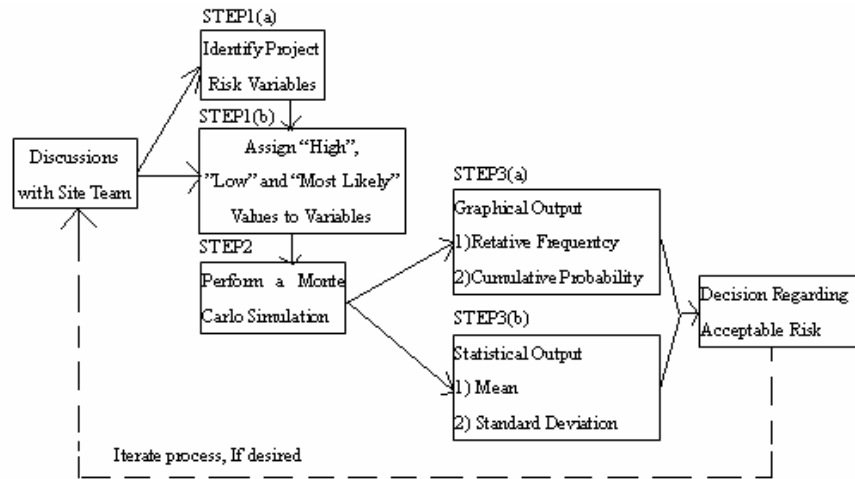 STEP1(a)
Identify Project
Risk Variables
STEP1(b)
Assign “High”,
”Low” and “Most Likely”
Values to Variables
Discussions
with Site Team
STEP2
Perform a Monte
Carlo Simulation
STEP3(a)
Graphical Output
1)Retative Frequentcy
2)Cumulative Probability
STEP3(b)
Statistical Output
1) Mean
2) Standard Deviation
Decision Regarding
Acceptable Risk
Iterate process, If desired